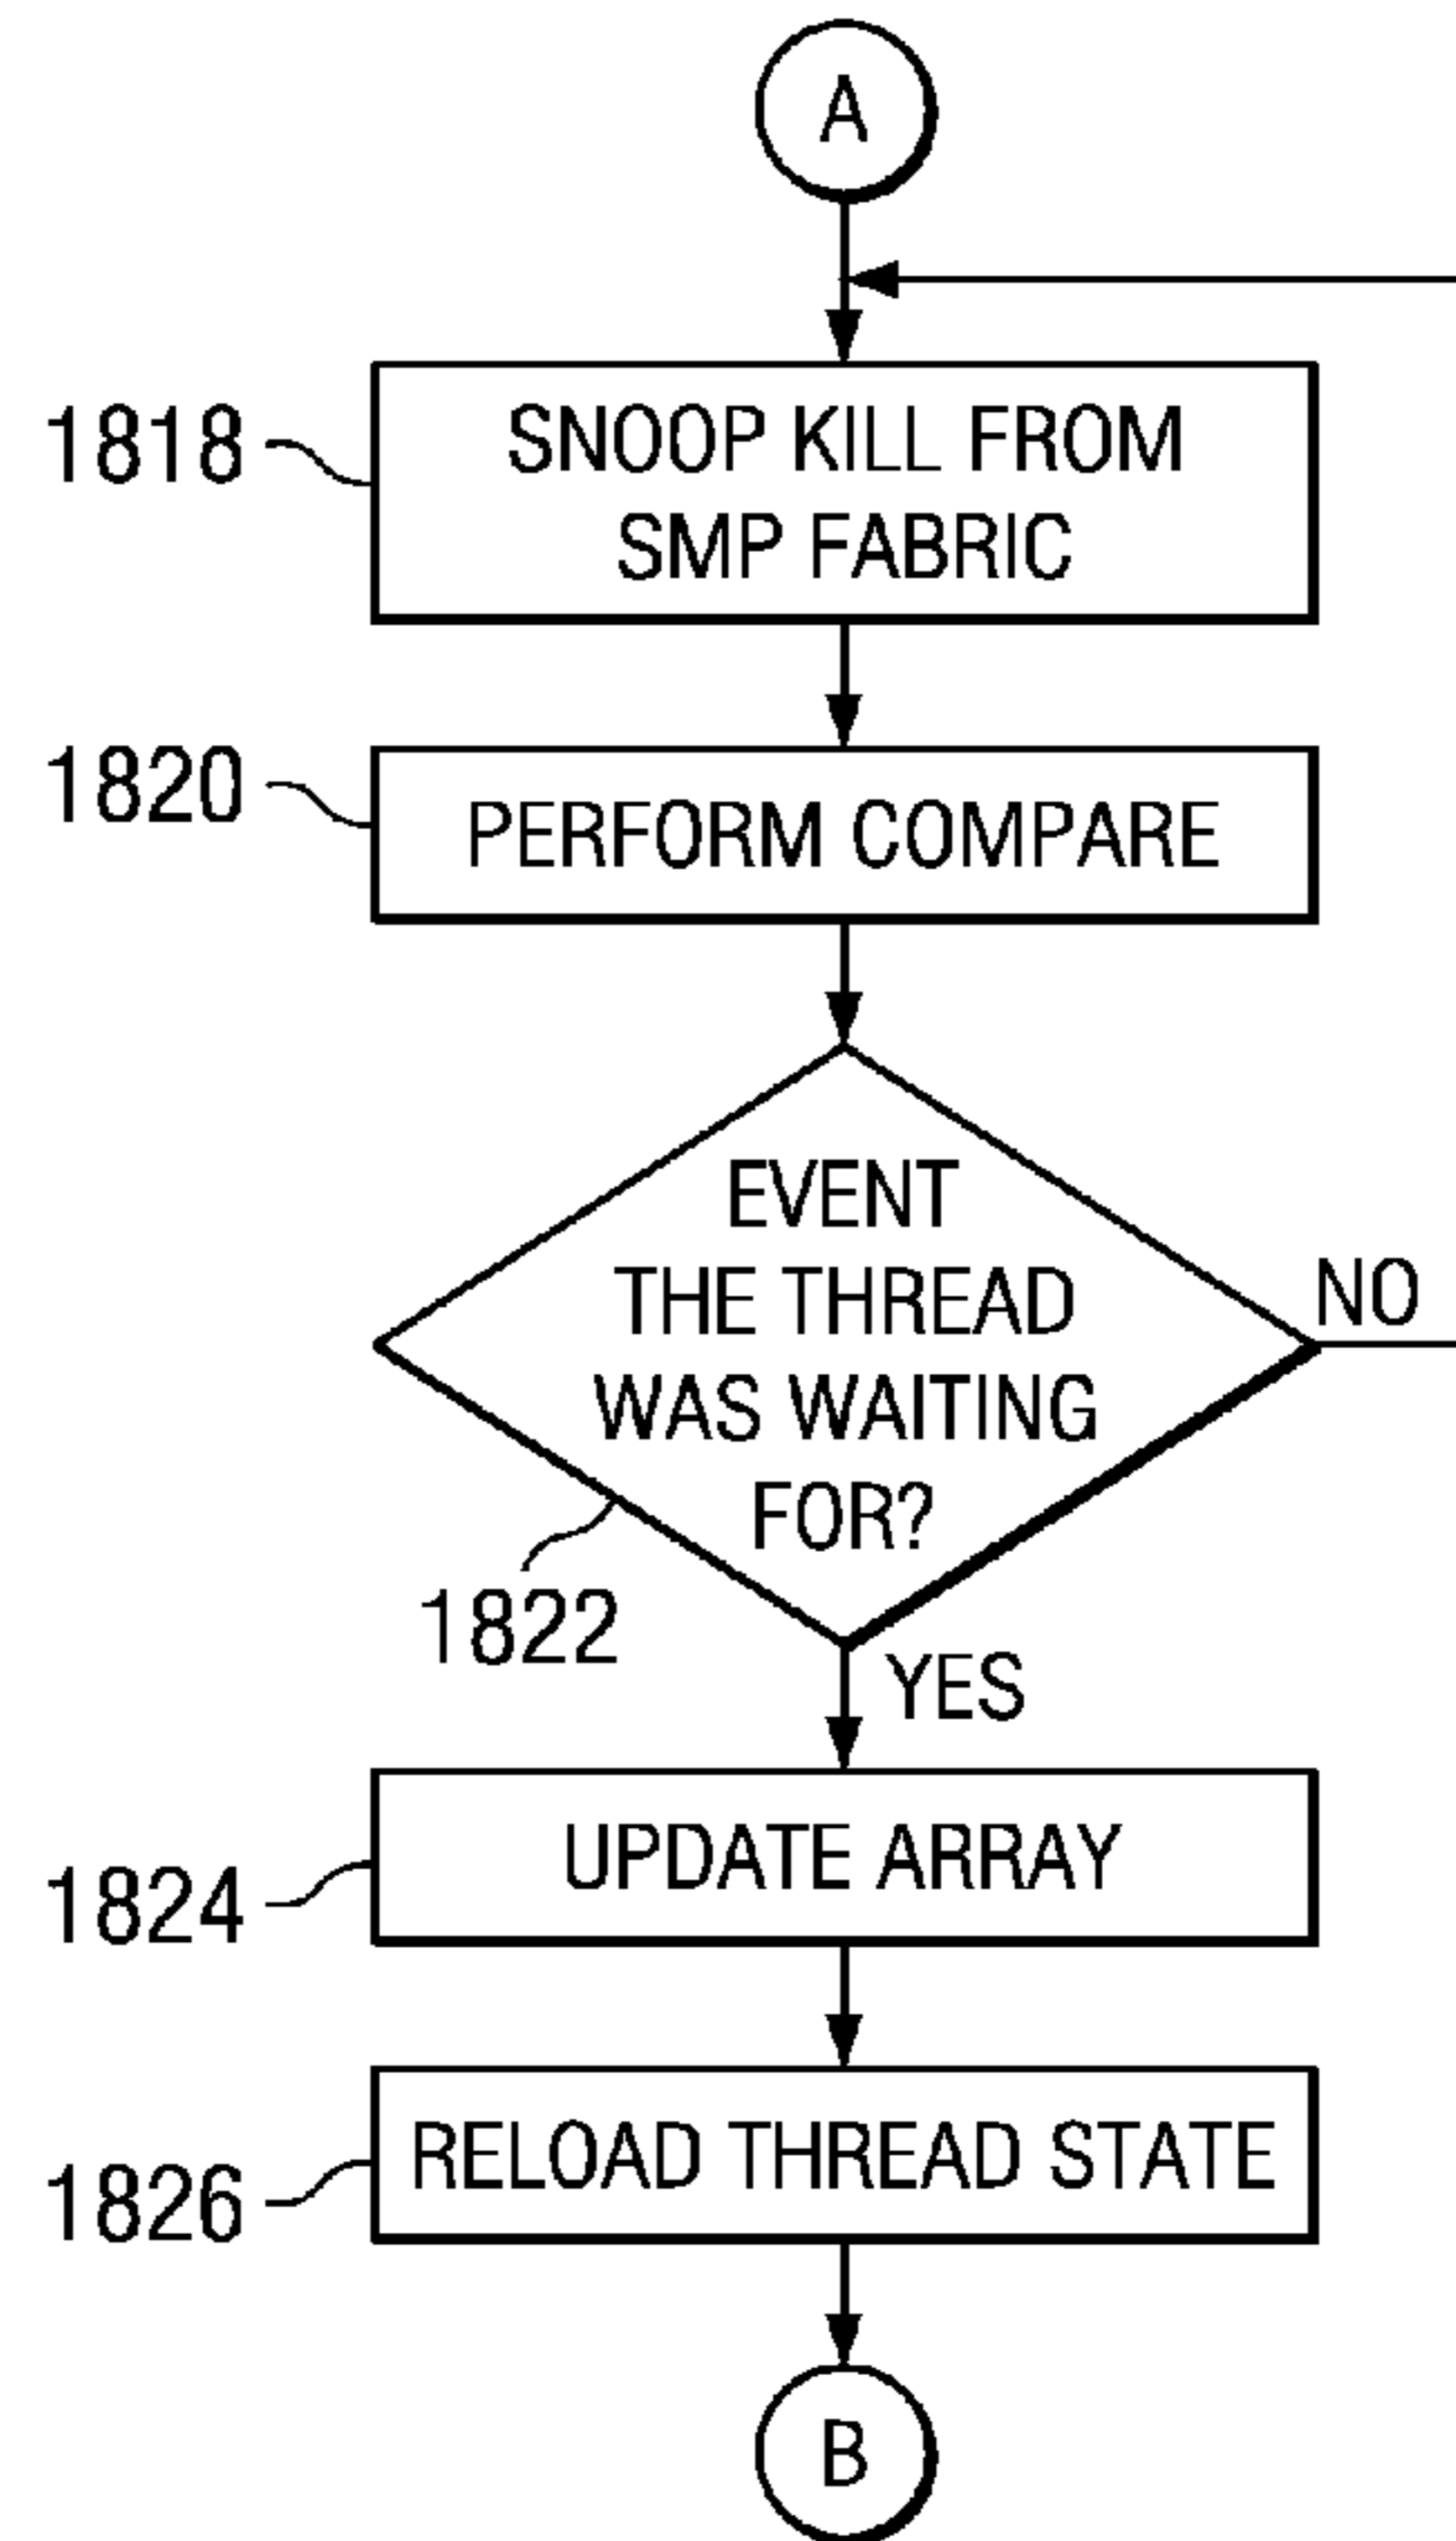 A
1818
SNOOP KILL FROM
SMP FABRIC
1820
PERFORM COMPARE
EVENT
THE THREAD
WAS WAITING
FOR?
NO
1822
YES
1824
UPDATE ARRAY
1826
RELOAD THREAD STATE
B